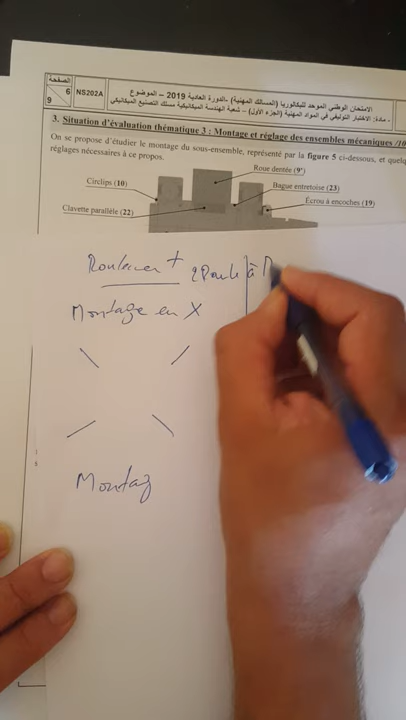 الصفحة
6
9
NS202A
الامتحان الوطني الموحد للبكالوريا (المسالك المهنية) -الدورة العادية 2019 – الموضوع
- مادة: الاختبار التوليفي في المواد المهنية (الجزء الأول) – شعبة الهندسة الميكانيكية مسلك التصنيع الميكانيكي
3. Situation d'évaluation thématique 3 : Montage et réglage des ensembles mécaniques /10
On se propose d'étudier le montage du sous-ensemble, représenté par la figure 5 ci-dessous, et quelq
réglages nécessaires à ce propos.
Roue dentée (9')
Circlips (10)
Bague entretoise (23)
Clavette parallèle (22)
Écrou à encoches (19)
à
Montage en X
Montag